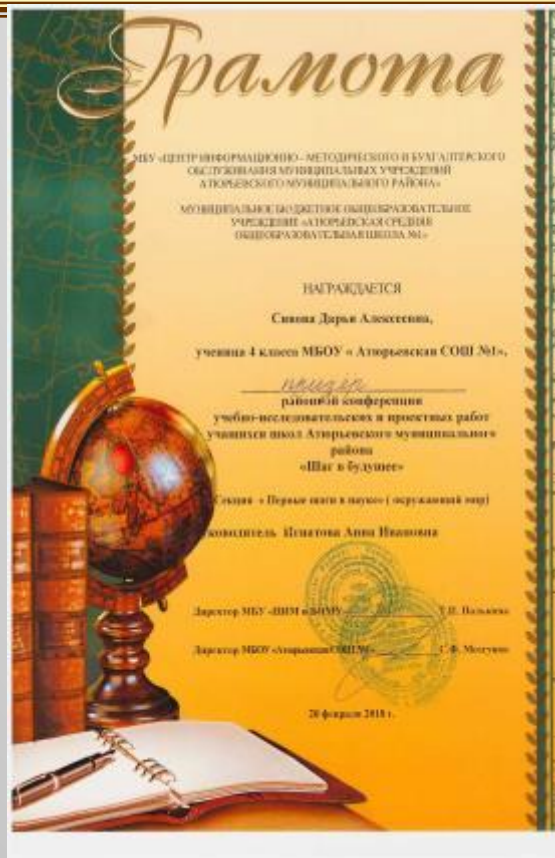 Грамота
МБУ «ЦЕНТР ИНФОРМАЦИОННО - МЕТОДИЧЕСКОГО И БУХГАЛТЕРСКОГО
ОБСЛУЖИВАНИЯ МУНИЦИПАЛЬНЫХ УЧРЕЖДЕНИЙ
АТЮРЬЕВСКОГО МУНИЦИПАЛЬНОГО РАЙОНА»
МУНИЦИПАЛЬНОЕ БЮДЖЕТНОЕ ОБЩЕОБРАЗОВАТЕЛЬНОЕ
УЧРЕЖДЕНИЕ «АТЮРЬЕВСКАЯ СРЕДНЯЯ
ОБЩЕОБРАЗОВАТЕЛЬНАЯ ШКОЛА №1»
НАГРАЖДАЕТСЯ
Дарья Алексеевна,
ученица 4 класса МБОУ « Атюрьевская СОШ №1»,
призёр
районной конференции
учебно-исследовательских и проектных работ
учащихся школ Атюрьевского муниципального
района
«Шаг в будущее»
Секция « Первые шаги в науке» ( окружающий мир)
Игнатова Анна Ивановна
Директор МБУ
Директор МБОУ «Атюрьевская СОШ №1» С.Ф.
20 февраля 2018 г.